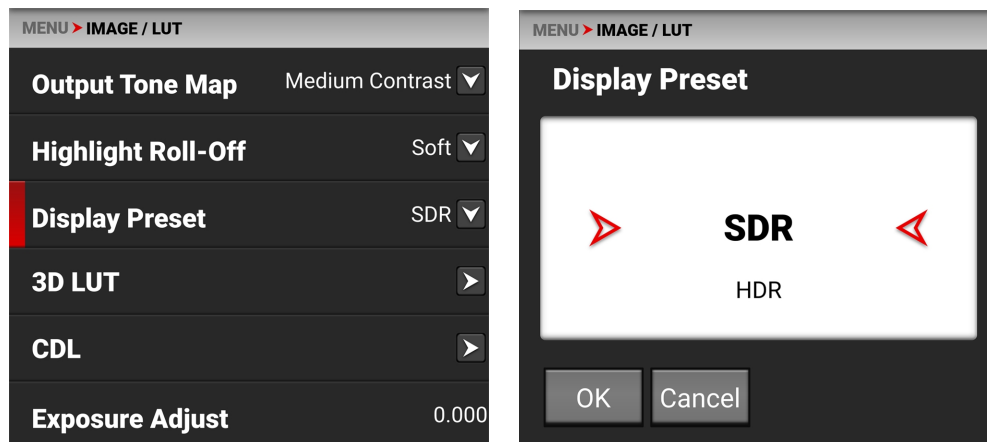 MENU > IMAGE / LUT
Output Tone Map Medium Contrast
Highlight Roll-Off Soft
Display Preset SDR
3D LUT
CDL
Exposure Adjust 0.000
MENU > IMAGE / LUT
Display Preset
SDR
HDR
OK Cancel